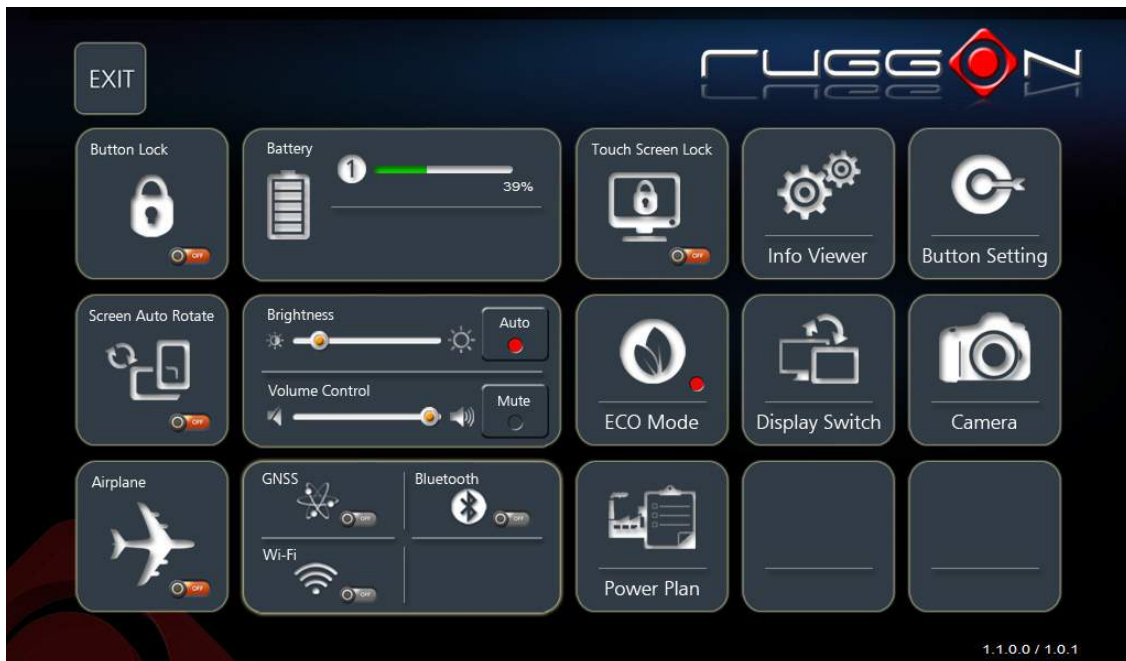 EXIT
ruggON
Button Lock
OFF
Battery
1
39%
Touch Screen Lock
OFF
Info Viewer
Button Setting
Screen Auto Rotate
OFF
Brightness
Auto
Volume Control
Mute
ECO Mode
Display Switch
Camera
Airplane
OFF
GNSS
OFF
Bluetooth
OFF
Wi-Fi
OFF
Power Plan
1.1.0.0 / 1.0.1